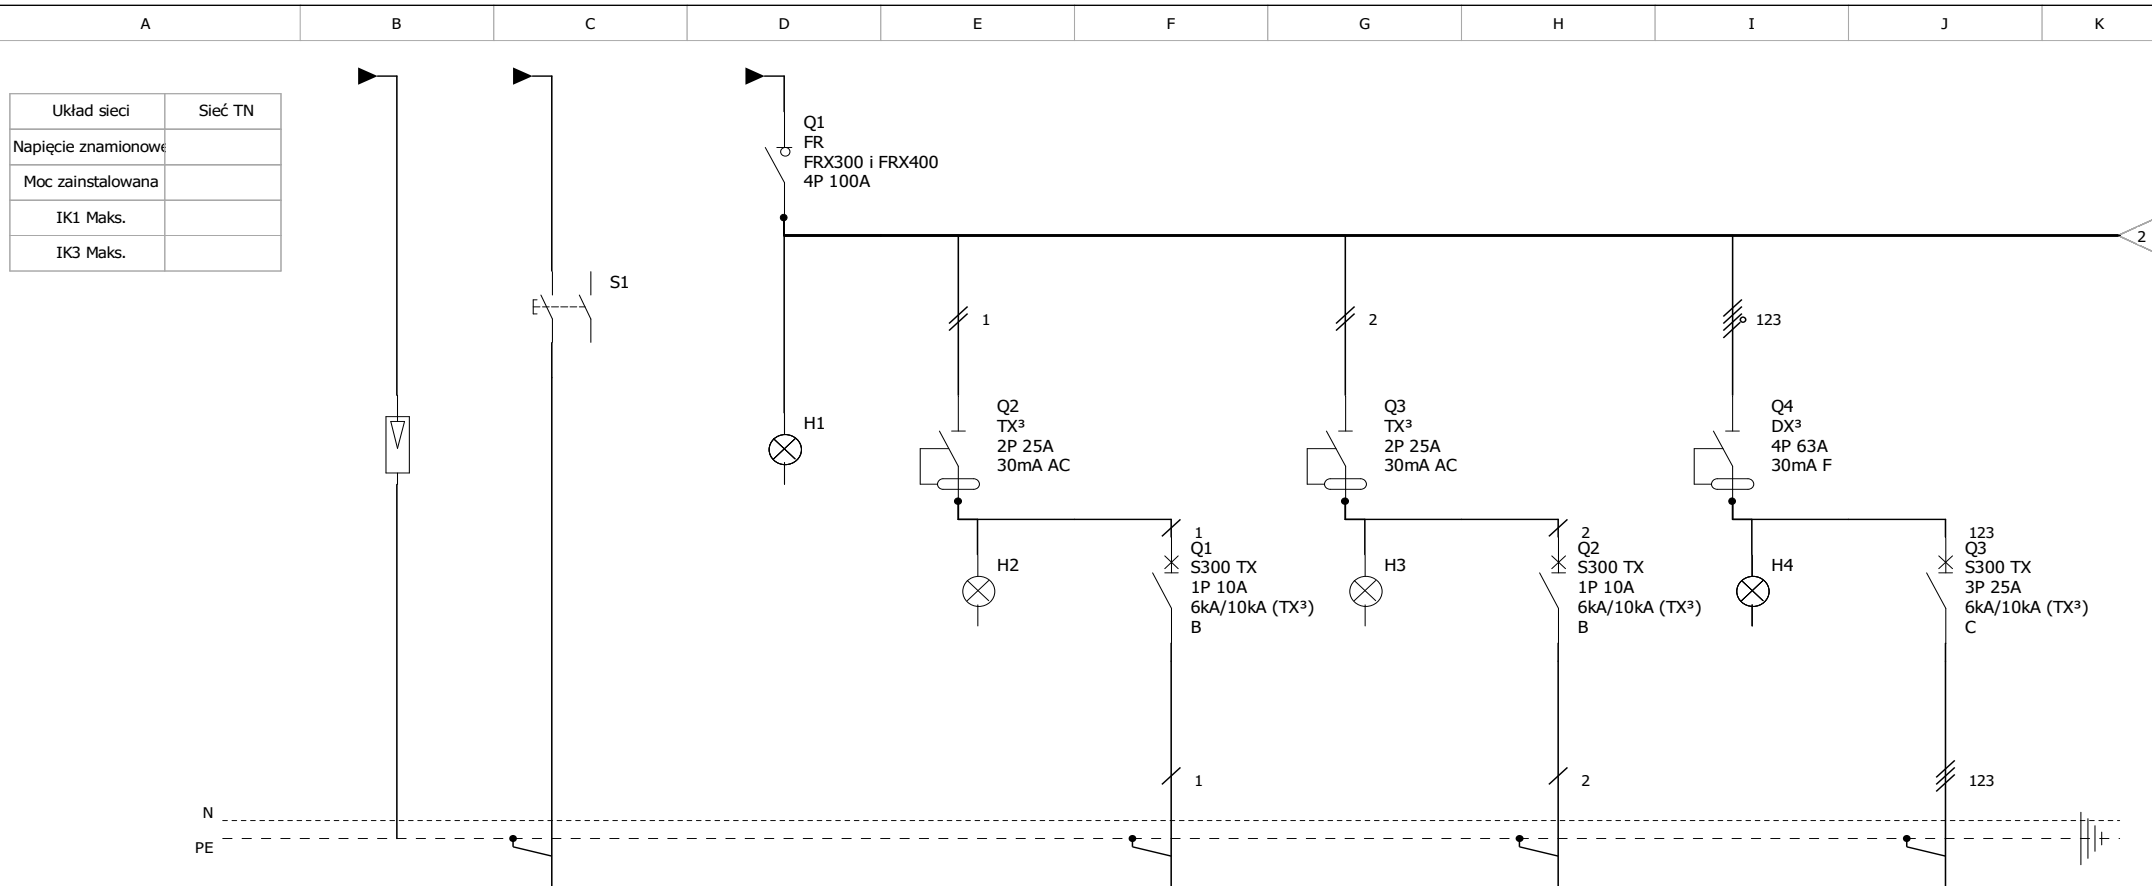 A B C D E F G H I J K
Układ sieci Sieć TN
Napięcie znamionowe
Moc zainstalowana
IK1 Maks.
IK3 Maks.
Q1
FR
FRX300 i FRX400
4P 100A
2
S1
1
2
123
H1
Q2
TX³
2P 25A
30mA AC
Q3
TX³
2P 25A
30mA AC
Q4
DX³
4P 63A
30mA F
H2
1
Q1
S300 TX
1P 10A
6kA/10kA (TX³)
B
H3
2
Q2
S300 TX
1P 10A
6kA/10kA (TX³)
B
H4
123
Q3
S300 TX
3P 25A
6kA/10kA (TX³)
C
1
2
123
N
PE